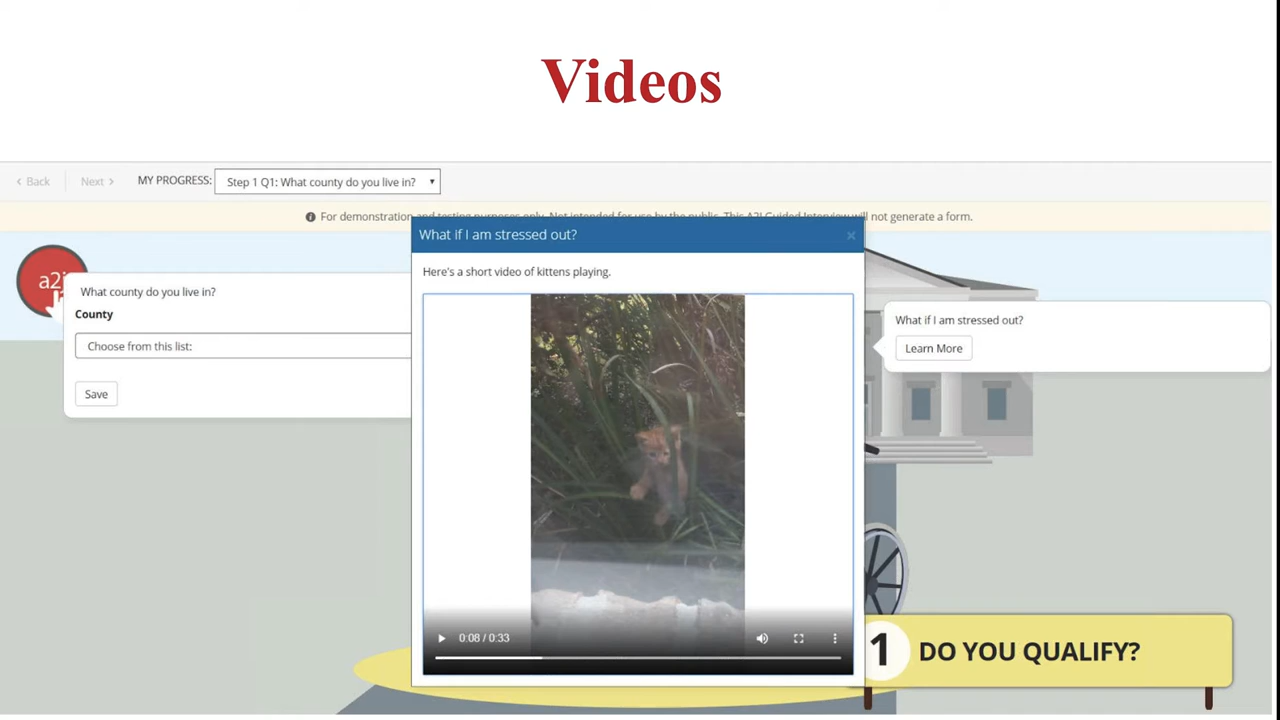 Videos
Back
Next
MY PROGRESS:
Step 1 Q1: What county do you live in?
For demonstration and testing purposes only. Not intended for use by the public. This A2J Guided Interview will not generate a form.
What if I am stressed out?
Here's a short video of kittens playing.
a2j
What county do you live in?
County
Choose from this list:
Save
What if I am stressed out?
Learn More
0:08 / 0:33
1 DO YOU QUALIFY?